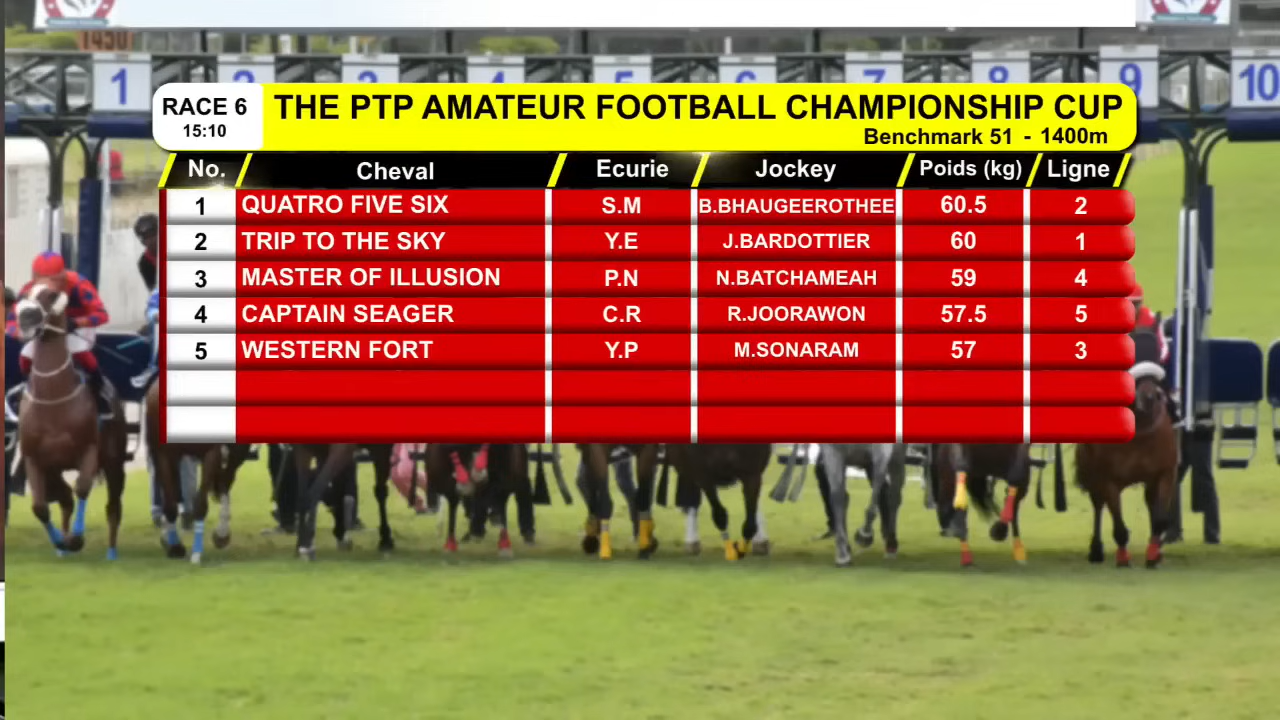 1450
1 2 3 4 5 6 7 8 9 10
RACE 6
15:10
THE PTP AMATEUR FOOTBALL CHAMPIONSHIP CUP
Benchmark 51 - 1400m
No. Cheval Ecurie Jockey Poids (kg) Ligne
1 QUATRO FIVE SIX S.M B.BHAUGEEROTHEE 60.5 2
2 TRIP TO THE SKY Y.E J.BARDOTTIER 60 1
3 MASTER OF ILLUSION P.N N.BATCHAMEAH 59 4
4 CAPTAIN SEAGER C.R R.JOORAWON 57.5 5
5 WESTERN FORT Y.P M.SONARAM 57 3